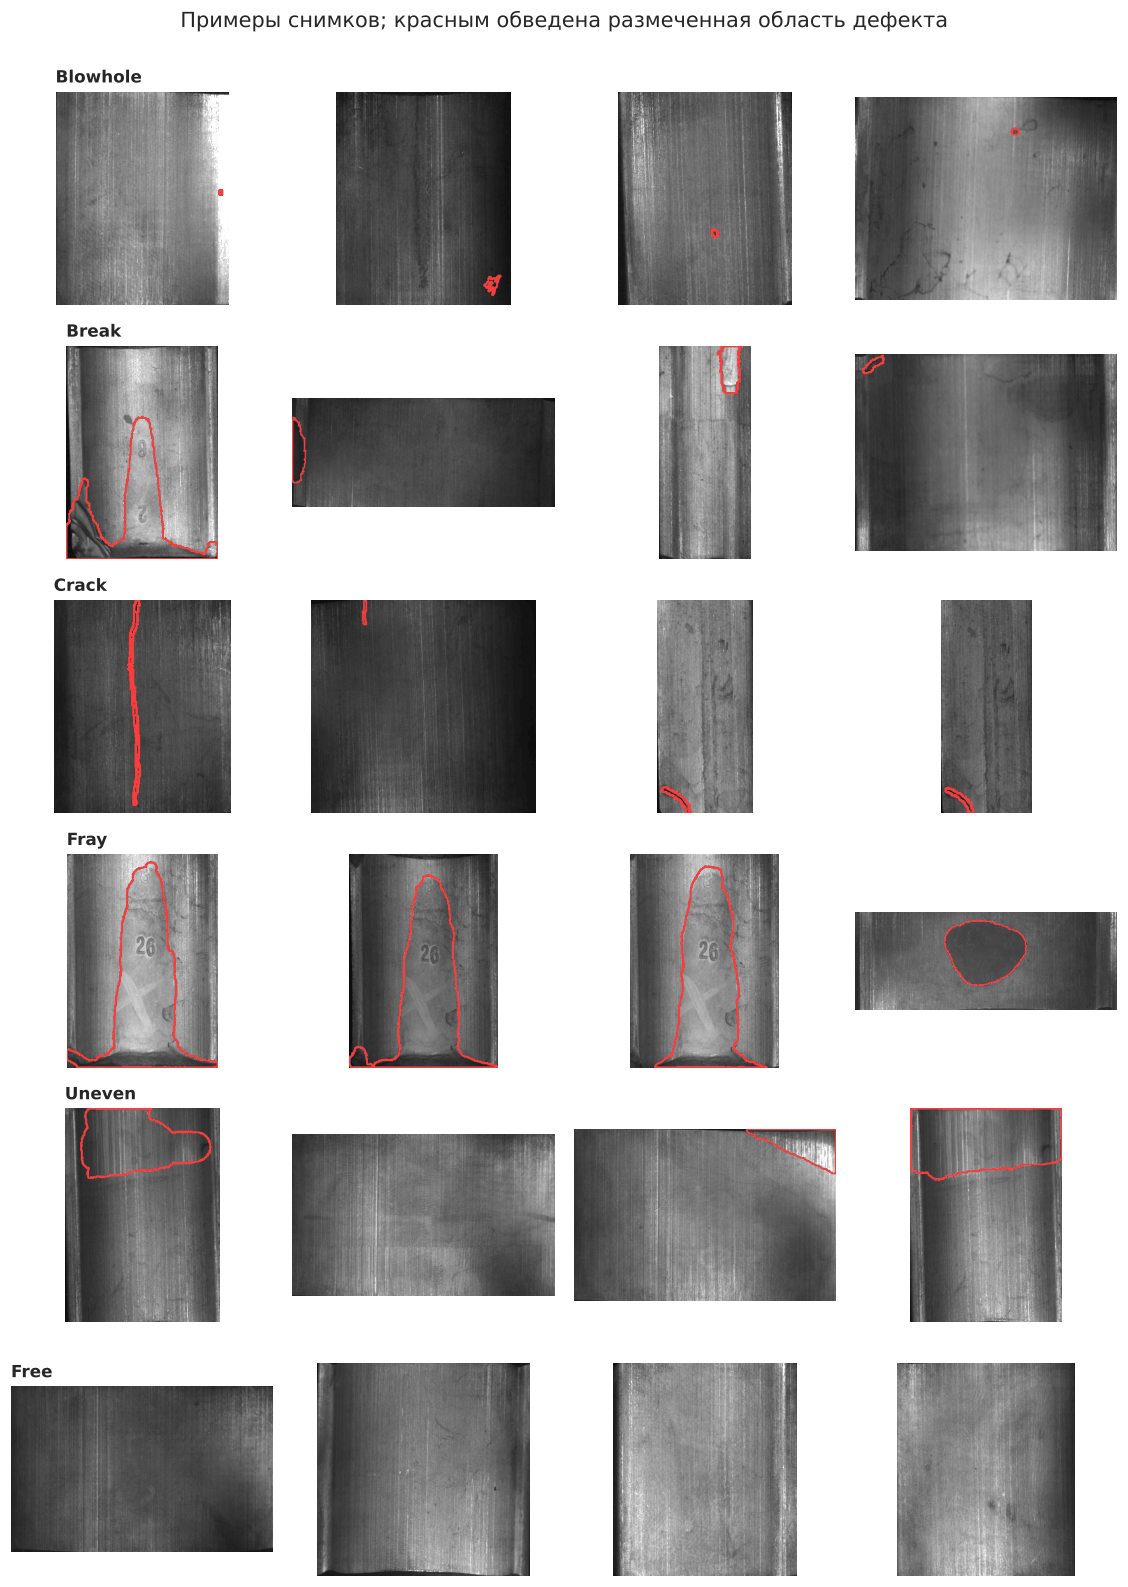 Примеры снимков; красным обведена размеченная область дефекта
Blowhole
Break
Crack
Fray
26
26
26
Uneven
Free